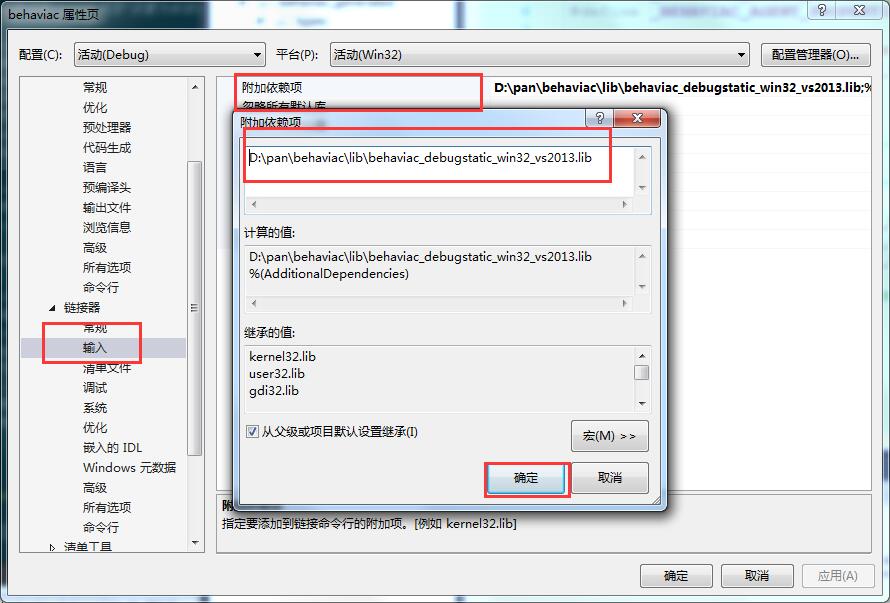 behaviac 属性页
配置(C): 活动(Debug) 平台(P): 活动(Win32) 配置管理器(O)...
常规
优化
预处理器
代码生成
语言
预编译头
输出文件
浏览信息
高级
所有选项
命令行
链接器
常规
输入
清单文件
调试
系统
优化
嵌入的 IDL
Windows 元数据
高级
所有选项
命令行
清单工具
附加依赖项 D:\pan\behaviac\lib\behaviac_debugstatic_win32_vs2013.lib;%
忽略所有默认库
附加依赖项
D:\pan\behaviac\lib\behaviac_debugstatic_win32_vs2013.lib
计算的值:
D:\pan\behaviac\lib\behaviac_debugstatic_win32_vs2013.lib
%(AdditionalDependencies)
继承的值:
kernel32.lib
user32.lib
gdi32.lib
从父级或项目默认设置继承(I)
宏(M) >>
确定 取消
指定要添加到链接命令行的附加项。[例如 kernel32.lib]
确定 取消 应用(A)